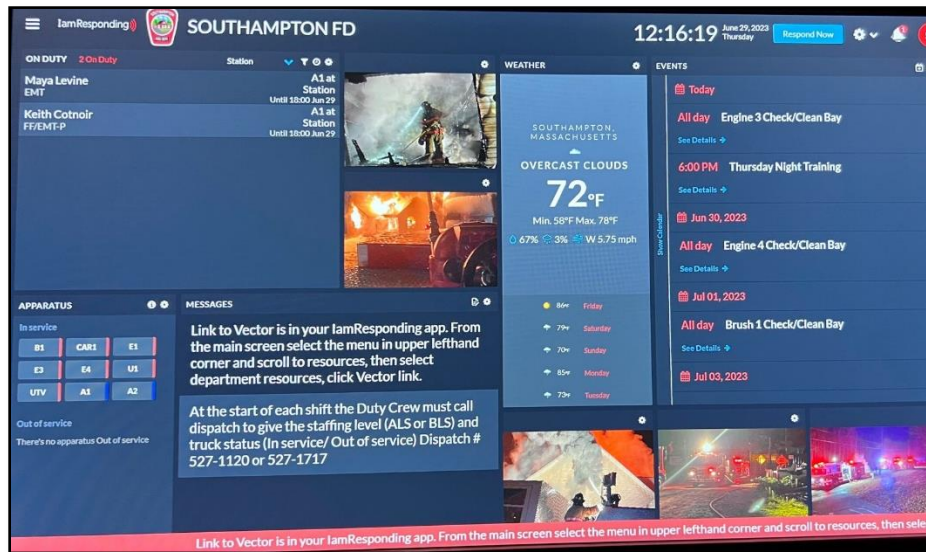 IamResponding
SOUTHAMPTON FD
12:16:19
June 29, 2023
Thursday
Respond Now
ON DUTY
2 On Duty
Station
Maya Levine
EMT
A1 at
Station
Until 18:00 Jun 29
Keith Cotnoir
FF/EMT-P
A1 at
Station
Until 18:00 Jun 29
WEATHER
SOUTHAMPTON,
MASSACHUSETTS
OVERCAST CLOUDS
72°F
Min. 58°F Max. 78°F
67% 3% W 5.75 mph
86°F Friday
79°F Saturday
70°F Sunday
85°F Monday
73°F Tuesday
EVENTS
Show Calendar
Today
All day Engine 3 Check/Clean Bay
See Details
6:00 PM Thursday Night Training
See Details
Jun 30, 2023
All day Engine 4 Check/Clean Bay
See Details
Jul 01, 2023
All day Brush 1 Check/Clean Bay
See Details
Jul 03, 2023
APPARATUS
In service
B1 CAR1 E1
E3 E4 U1
UTV A1 A2
Out of service
There's no apparatus Out of service
MESSAGES
Link to Vector is in your IamResponding app. From
the main screen select the menu in upper lefthand
corner and scroll to resources, then select
department resources, click Vector link.
At the start of each shift the Duty Crew must call
dispatch to give the staffing level (ALS or BLS) and
truck status (In service/ Out of service) Dispatch #
527-1120 or 527-1717
Link to Vector is in your IamResponding app. From the main screen select the menu in upper lefthand corner and scroll to resources, then sele